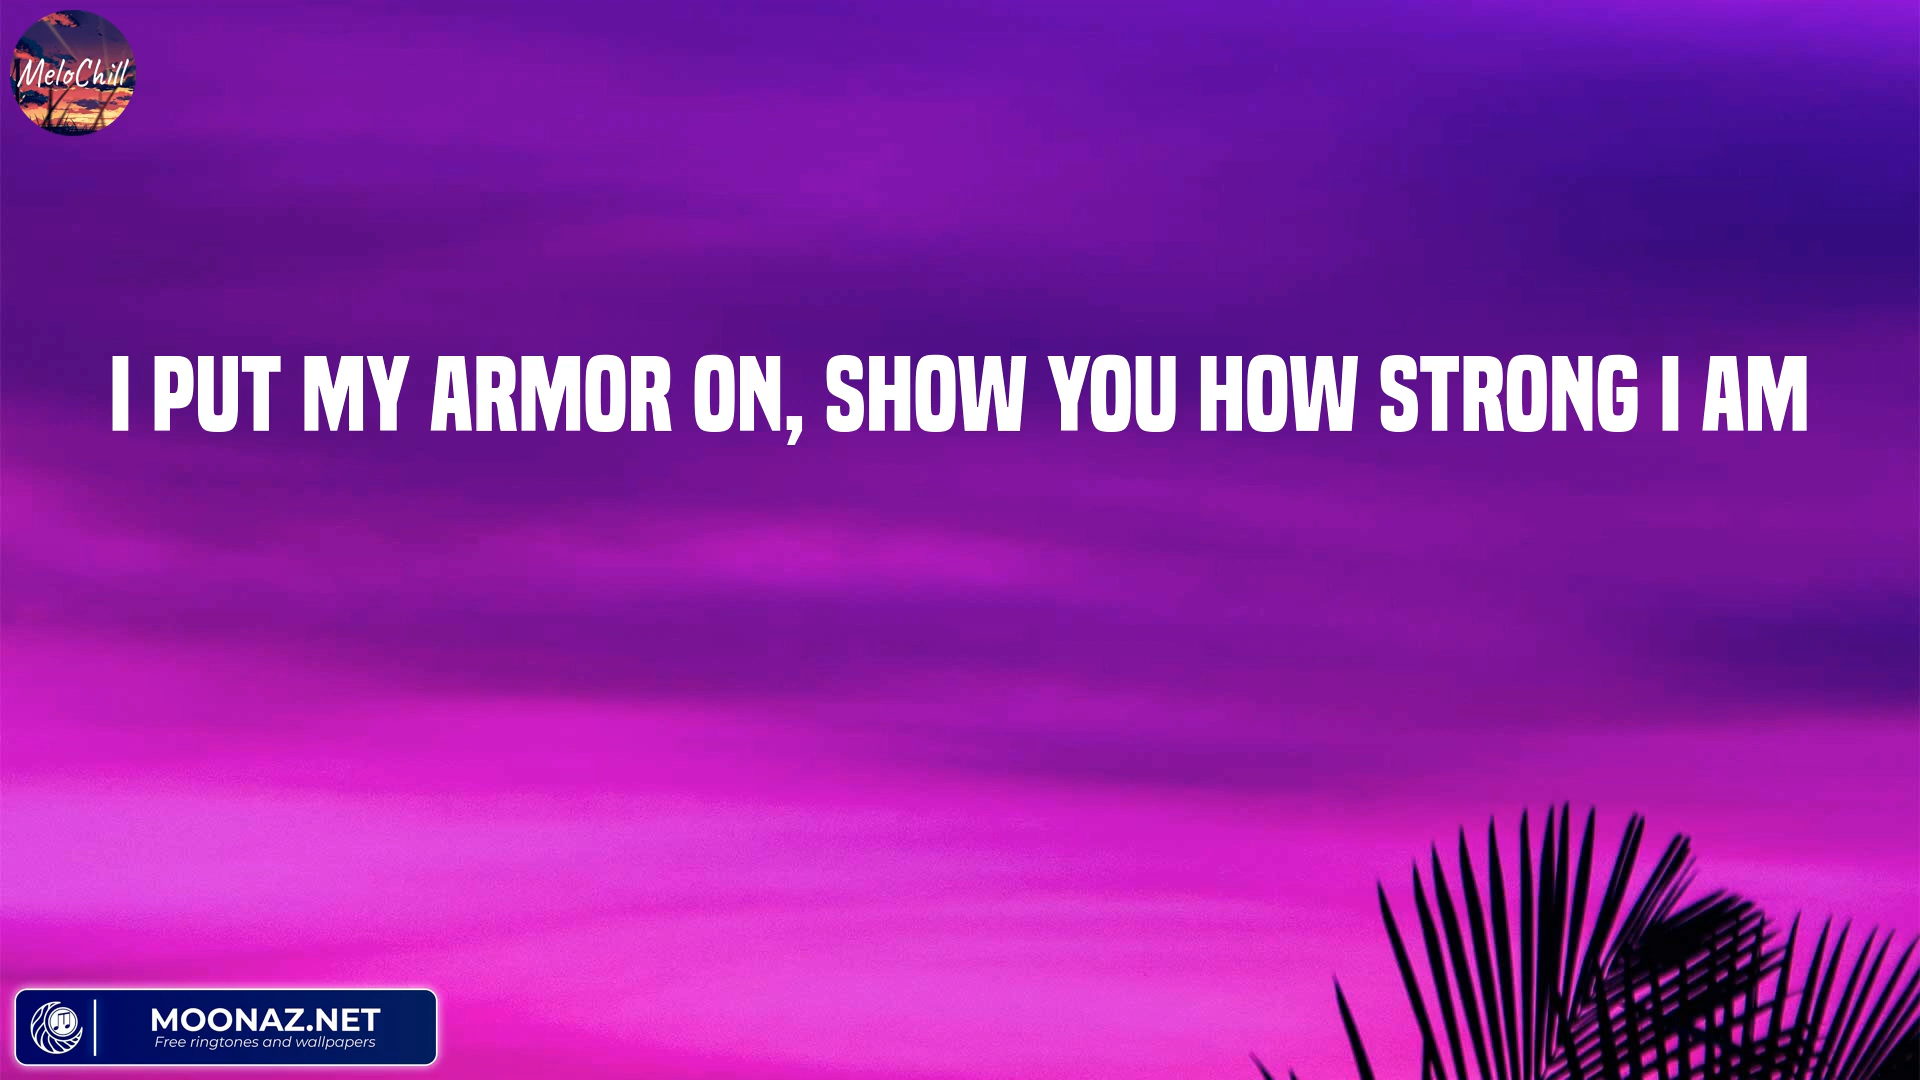 MeloChill
I PUT MY ARMOR ON, SHOW YOU HOW STRONG I AM
MOONAZ.NET
Free ringtones and wallpapers